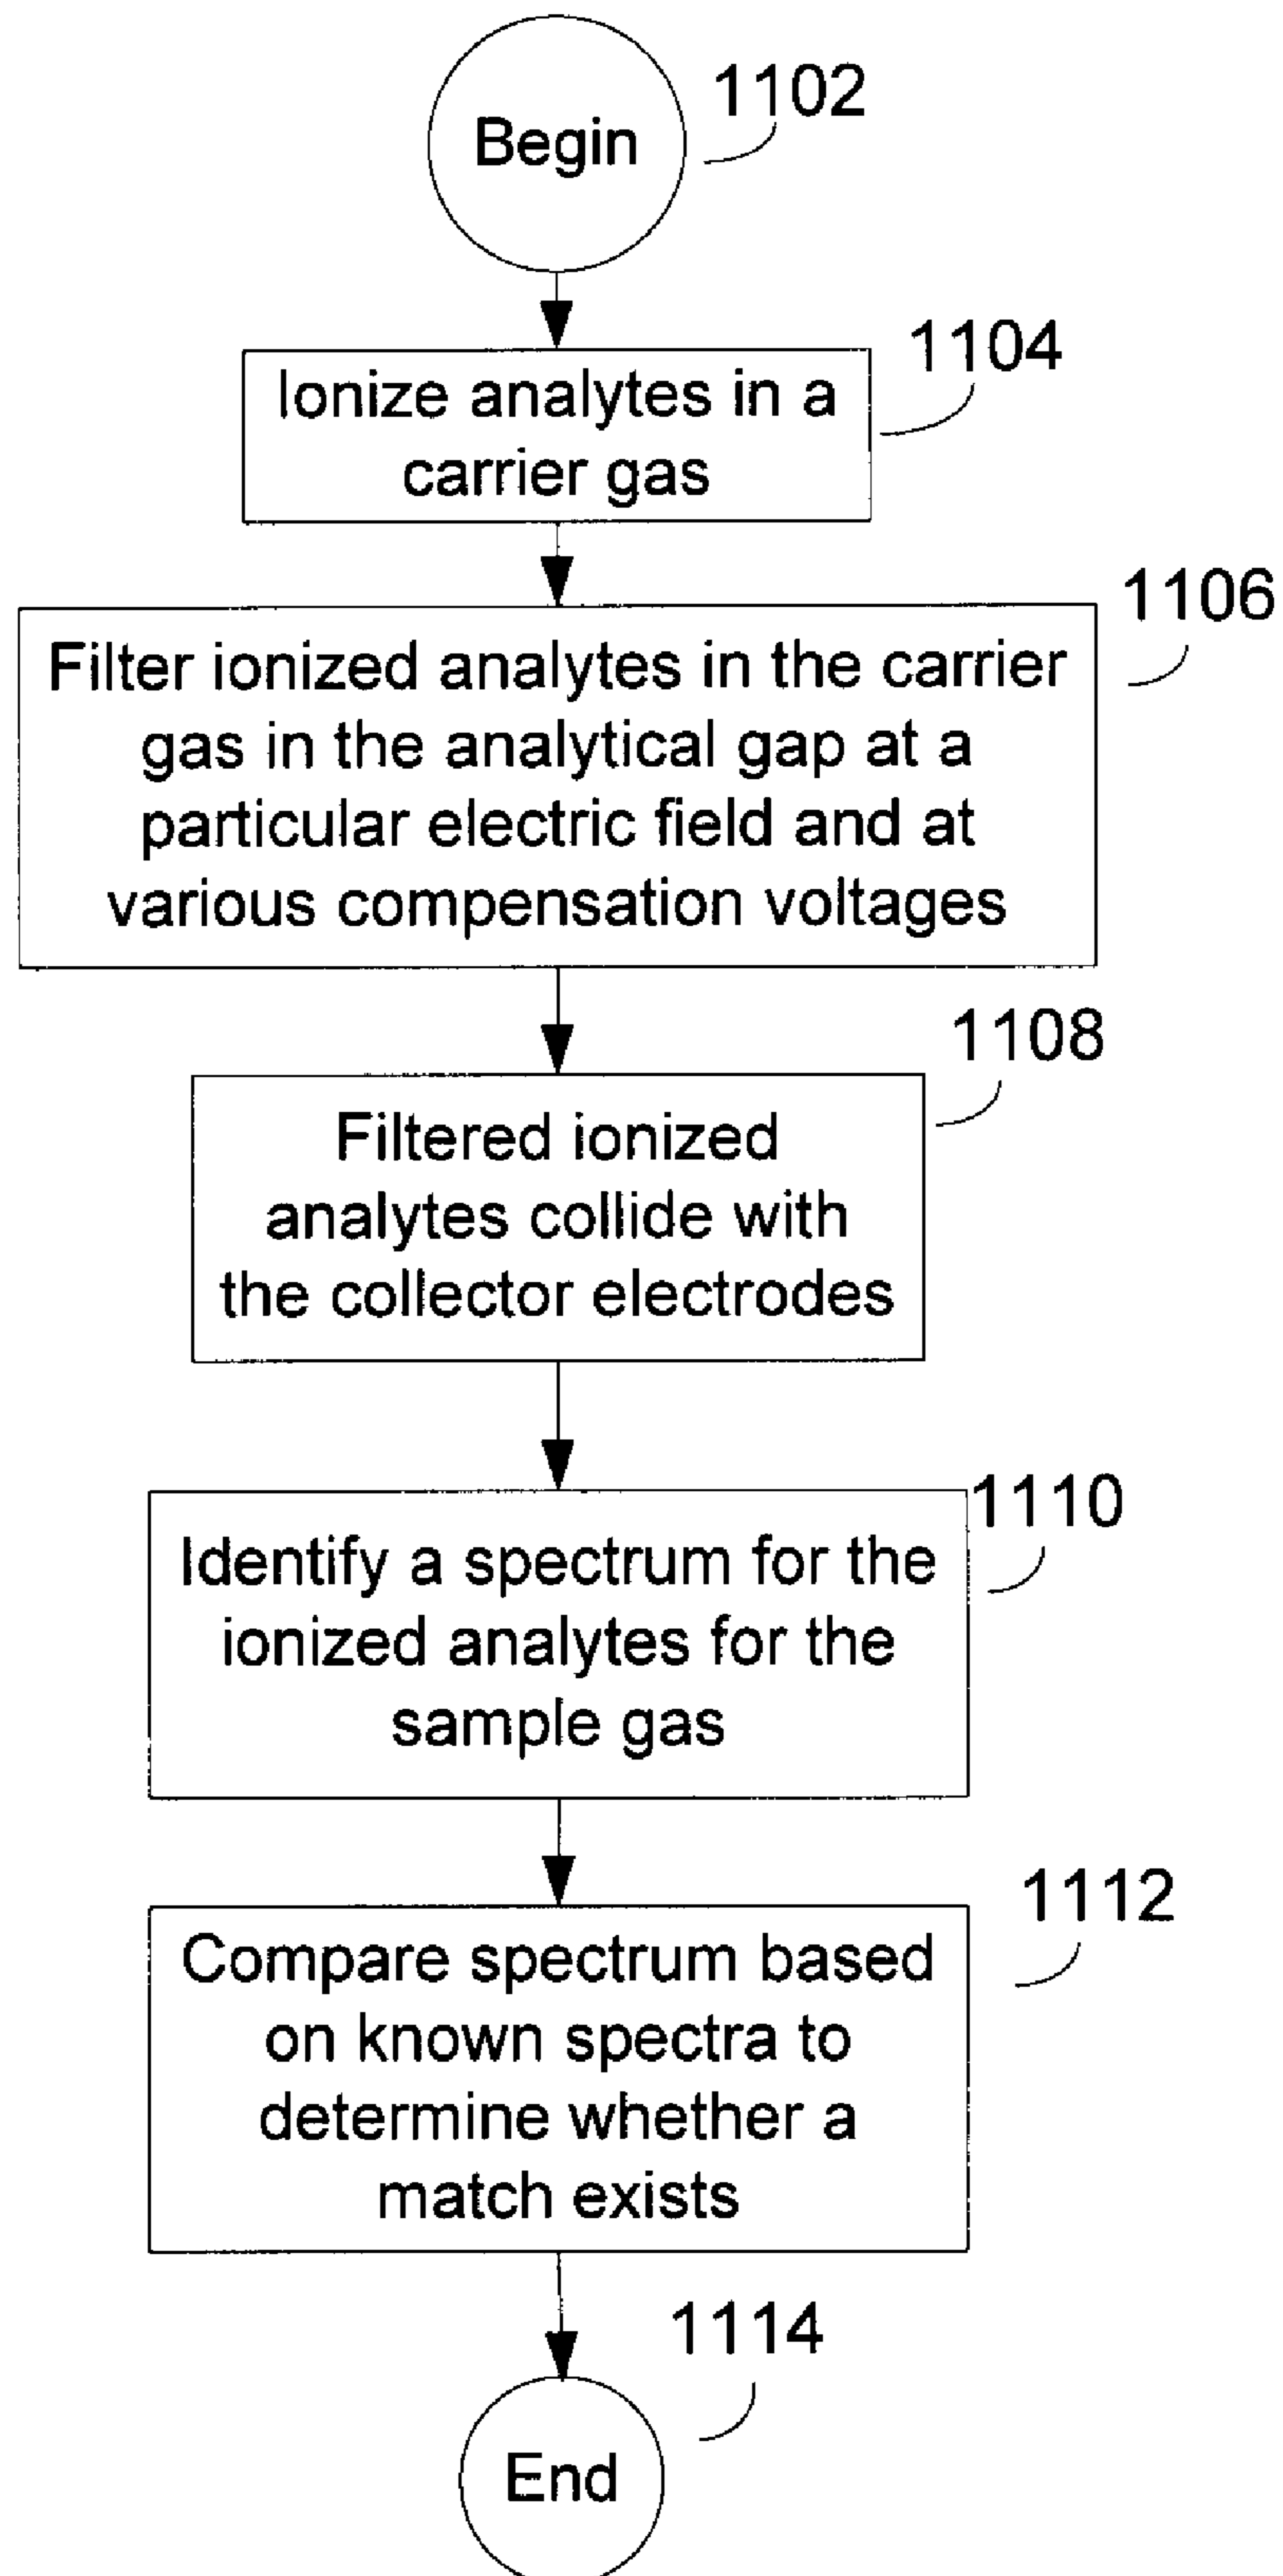 Begin
1102
Ionize analytes in a
carrier gas
1104
Filter ionized analytes in the carrier
gas in the analytical gap at a
particular electric field and at
various compensation voltages
1106
Filtered ionized
analytes collide with
the collector electrodes
1108
Identify a spectrum for the
ionized analytes for the
sample gas
1110
Compare spectrum based
on known spectra to
determine whether a
match exists
1112
End
1114